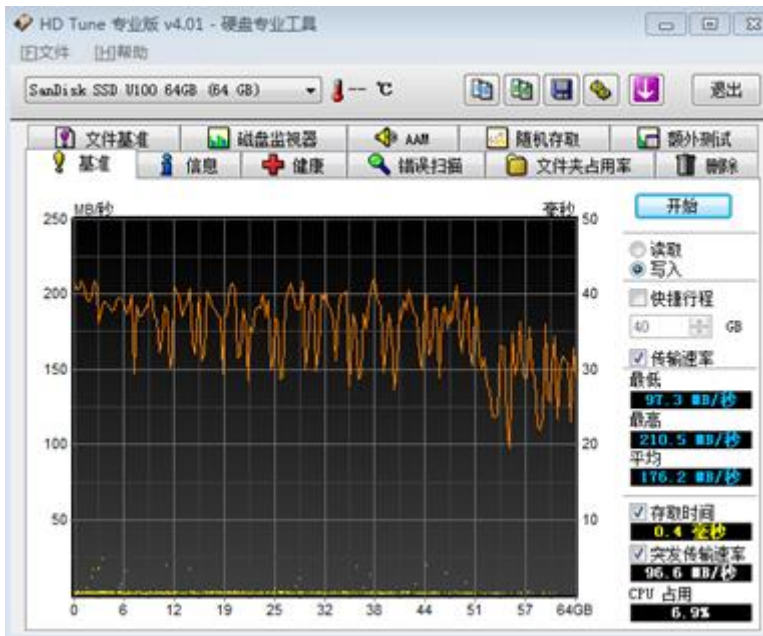 HD Tune 专业版 v4.01 - 硬盘专业工具
[F]文件 [H]帮助
SanDisk SSD U100 64GB (64 GB)
-- ℃
退出
文件基准 磁盘监视器 AAM 随机存取 额外测试
基准 信息 健康 错误扫描 文件夹占用率 删除
MB/秒 毫秒
250 50
200 40
150 30
100 20
50 10
0 6 12 19 25 32 38 44 51 57 64GB
开始
读取
写入
快捷行程
40 GB
传输速率
最低
97.3 MB/秒
最高
210.5 MB/秒
平均
176.2 MB/秒
存取时间
0.4 毫秒
突发传输速率
96.6 MB/秒
CPU 占用
6.9%